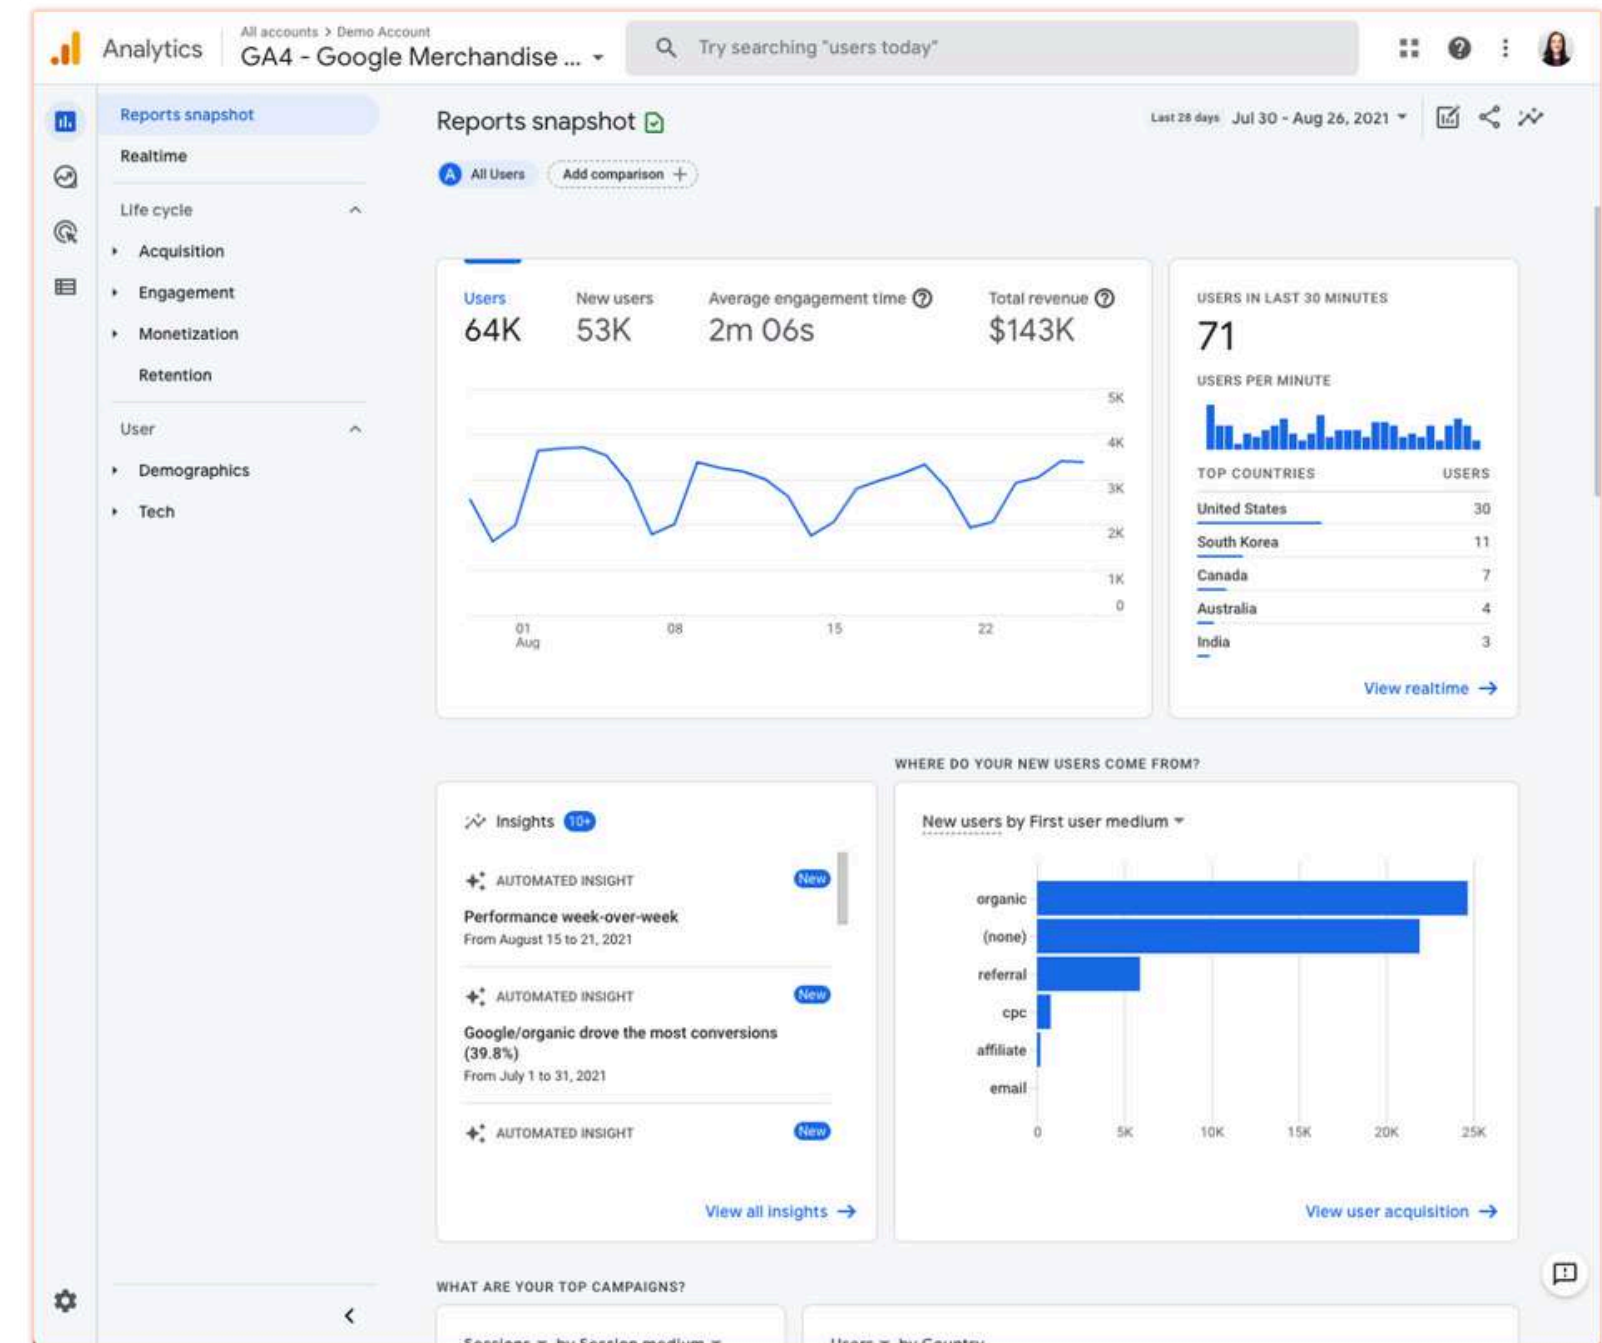 All accounts > Demo Account
Analytics
GA4 - Google Merchandise ...
Try searching "users today"
Reports snapshot
Realtime
Life cycle
Acquisition
Engagement
Monetization
Retention
User
Demographics
Tech
Reports snapshot
Last 28 days Jul 30 - Aug 26, 2021
A All Users
Add comparison +
Users New users Average engagement time Total revenue
64K 53K 2m 06s $143K
5K
4K
3K
2K
1K
0
01 08 15 22
Aug
USERS IN LAST 30 MINUTES
71
USERS PER MINUTE
TOP COUNTRIES USERS
United States 30
South Korea 11
Canada 7
Australia 4
India 3
View realtime
WHERE DO YOUR NEW USERS COME FROM?
Insights 10+
AUTOMATED INSIGHT New
Performance week-over-week
From August 15 to 21, 2021
AUTOMATED INSIGHT New
Google/organic drove the most conversions
(39.8%)
From July 1 to 31, 2021
AUTOMATED INSIGHT New
View all insights
New users by First user medium
organic
(none)
referral
cpc
affiliate
email
0 5K 10K 15K 20K 25K
View user acquisition
WHAT ARE YOUR TOP CAMPAIGNS?
Sessions by Session medium
Users by Country